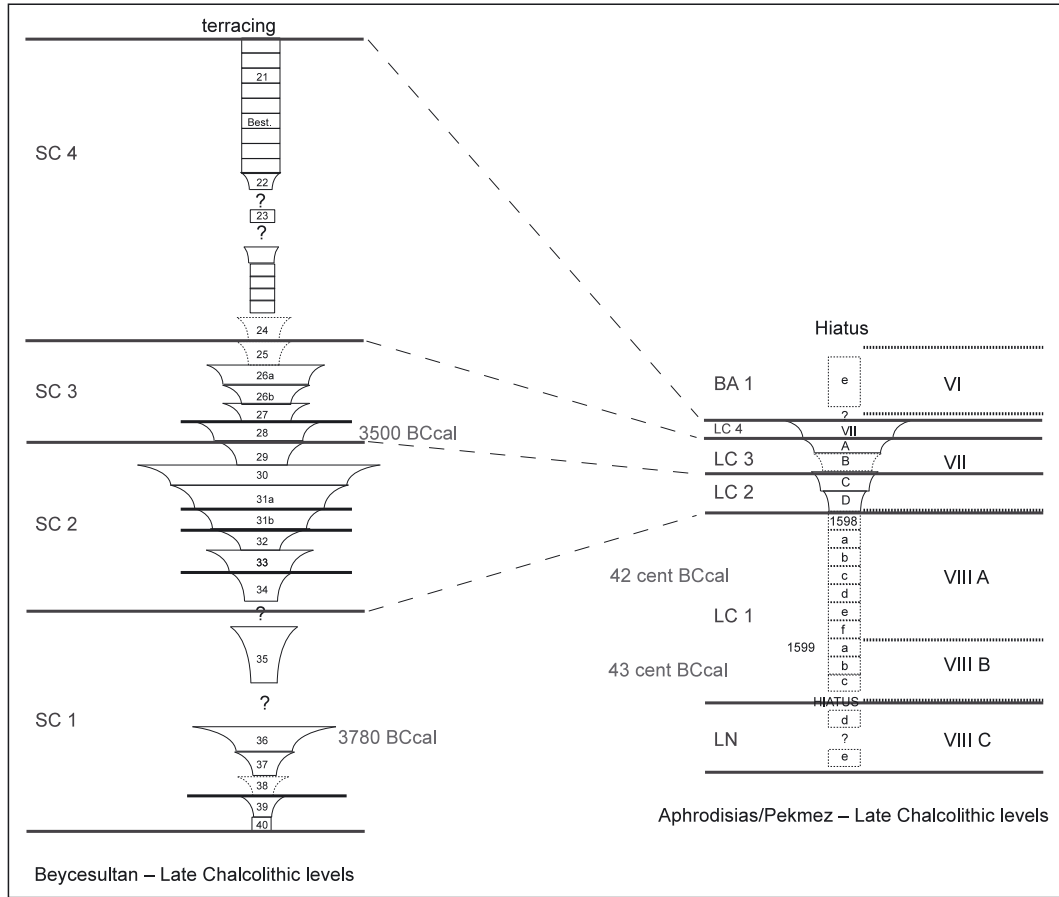 terracing
SC 4
21
Best.
22
?
23
?
24
SC 3
25
26a
26b
27
28
3500 BCcal
SC 2
29
30
31a
31b
32
33
34
?
SC 1
35
?
36
3780 BCcal
37
38
39
40
Beycesultan – Late Chalcolithic levels
Hiatus
BA 1
e
VI
?
LC 4
VII
LC 3
A
B
VII
LC 2
C
D
1598
a
b
42 cent BCcal
c
VIII A
d
LC 1
e
f
1599
a
43 cent BCcal
b
VIII B
c
HIATUS
d
LN
?
VIII C
e
Aphrodisias/Pekmez – Late Chalcolithic levels